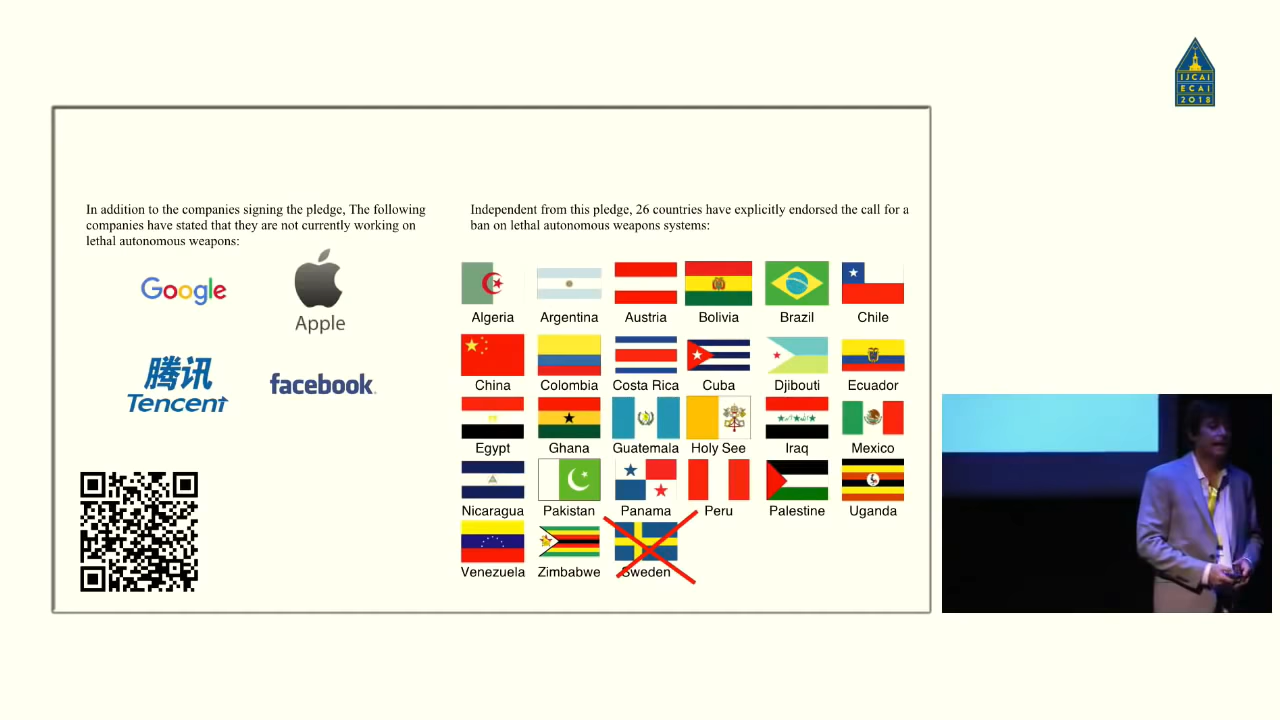 IJCAI
ECAI
2018
In addition to the companies signing the pledge, The following
companies have stated that they are not currently working on
lethal autonomous weapons:
Google
Apple
腾讯
Tencent
facebook.
Independent from this pledge, 26 countries have explicitly endorsed the call for a
ban on lethal autonomous weapons systems:
Algeria Argentina Austria Bolivia Brazil Chile
China Colombia Costa Rica Cuba Djibouti Ecuador
Egypt Ghana Guatemala Holy See Iraq Mexico
Nicaragua Pakistan Panama Peru Palestine Uganda
Venezuela Zimbabwe Sweden